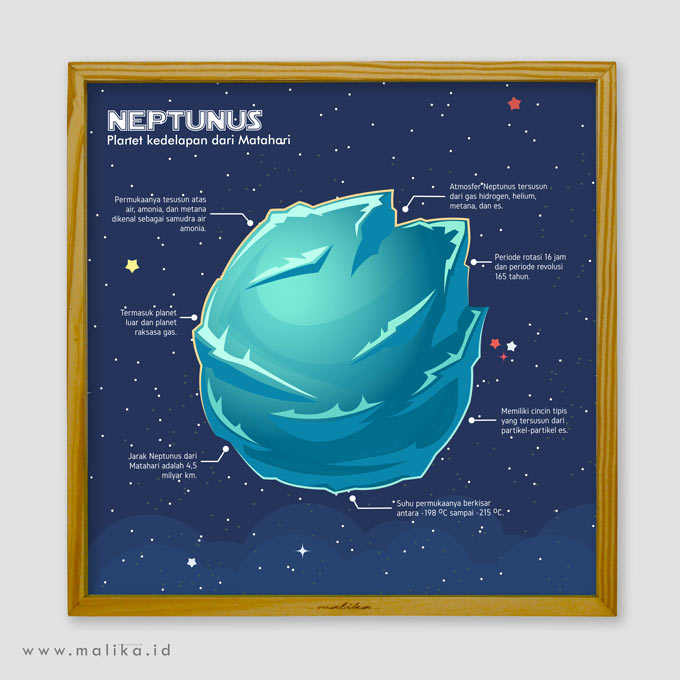 NEPTUNUS
Planet kedelapan dari Matahari
Permukaanya tesusun atas
air, amonia, dan metana
dikenal sebagai samudra air
amonia.
Atmosfer Neptunus tersusun
dari gas hidrogen, helium,
metana, dan es.
Periode rotasi 16 jam
dan periode revolusi
165 tahun.
Termasuk planet
luar dan planet
raksasa gas.
Memiliki cincin tipis
yang tersusun dari
partikel-partikel es.
Jarak Neptunus dari
Matahari adalah 4,5
milyar km.
Suhu permukaanya berkisar
antara -198 ºC sampai -215 ºC.
malika
www.malika.id